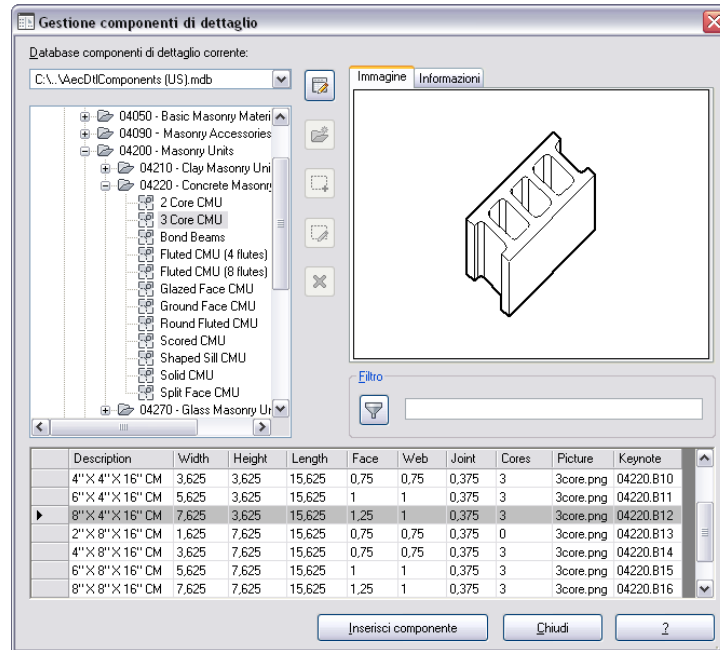 Gestione componenti di dettaglio
Database componenti di dettaglio corrente:
C:\..\AecDtlComponents (US).mdb
04050 - Basic Masonry Materi
04090 - Masonry Accessories
04200 - Masonry Units
04210 - Clay Masonry Uni
04220 - Concrete Masonry
2 Core CMU
3 Core CMU
Bond Beams
Fluted CMU (4 flutes)
Fluted CMU (8 flutes)
Glazed Face CMU
Ground Face CMU
Round Fluted CMU
Scored CMU
Shaped Sill CMU
Solid CMU
Split Face CMU
04270 - Glass Masonry Ur
Immagine Informazioni
Filtro
Description Width Height Length Face Web Joint Cores Picture Keynote
4" X 4" X 16" CM 3,625 3,625 15,625 0,75 0,75 0,375 3 3core.png 04220.B10
6" X 4" X 16" CM 5,625 3,625 15,625 1 1 0,375 3 3core.png 04220.B11
8" X 4" X 16" CM 7,625 3,625 15,625 1,25 1 0,375 3 3core.png 04220.B12
2" X 8" X 16" CM 1,625 7,625 15,625 0,75 0,75 0,375 0 3core.png 04220.B13
4" X 8" X 16" CM 3,625 7,625 15,625 0,75 0,75 0,375 3 3core.png 04220.B14
6" X 8" X 16" CM 5,625 7,625 15,625 1 1 0,375 3 3core.png 04220.B15
8" X 8" X 16" CM 7,625 7,625 15,625 1,25 1 0,375 3 3core.png 04220.B16
Inserisci componente Chiudi ?